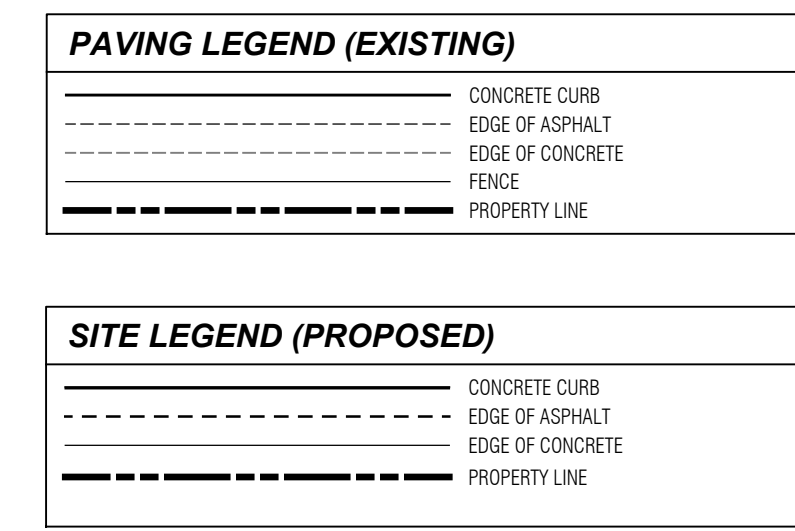 PAVING LEGEND (EXISTING)
CONCRETE CURB
EDGE OF ASPHALT
EDGE OF CONCRETE
FENCE
PROPERTY LINE
SITE LEGEND (PROPOSED)
CONCRETE CURB
EDGE OF ASPHALT
EDGE OF CONCRETE
PROPERTY LINE